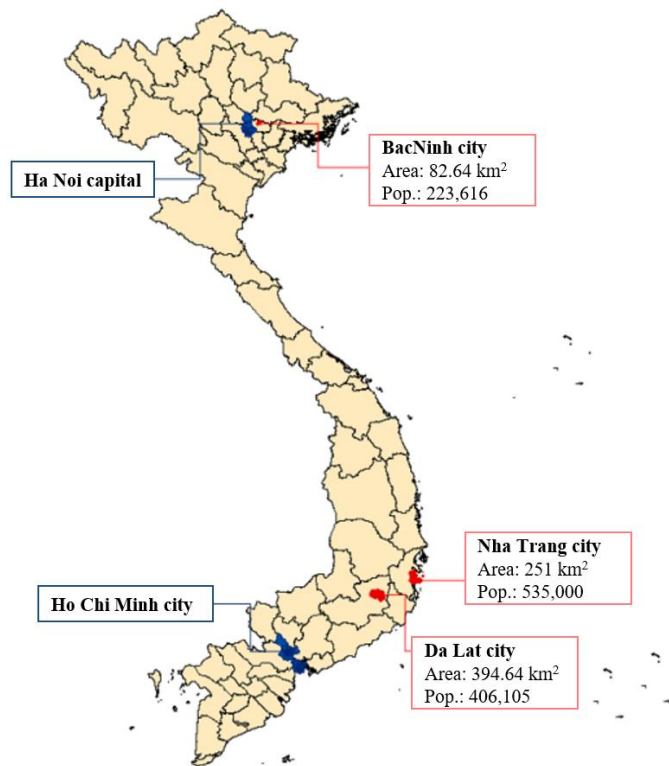 BacNinh city
Area: 82.64 km²
Pop.: 223,616
Ha Noi capital
Nha Trang city
Area: 251 km²
Pop.: 535,000
Ho Chi Minh city
Da Lat city
Area: 394.64 km²
Pop.: 406,105